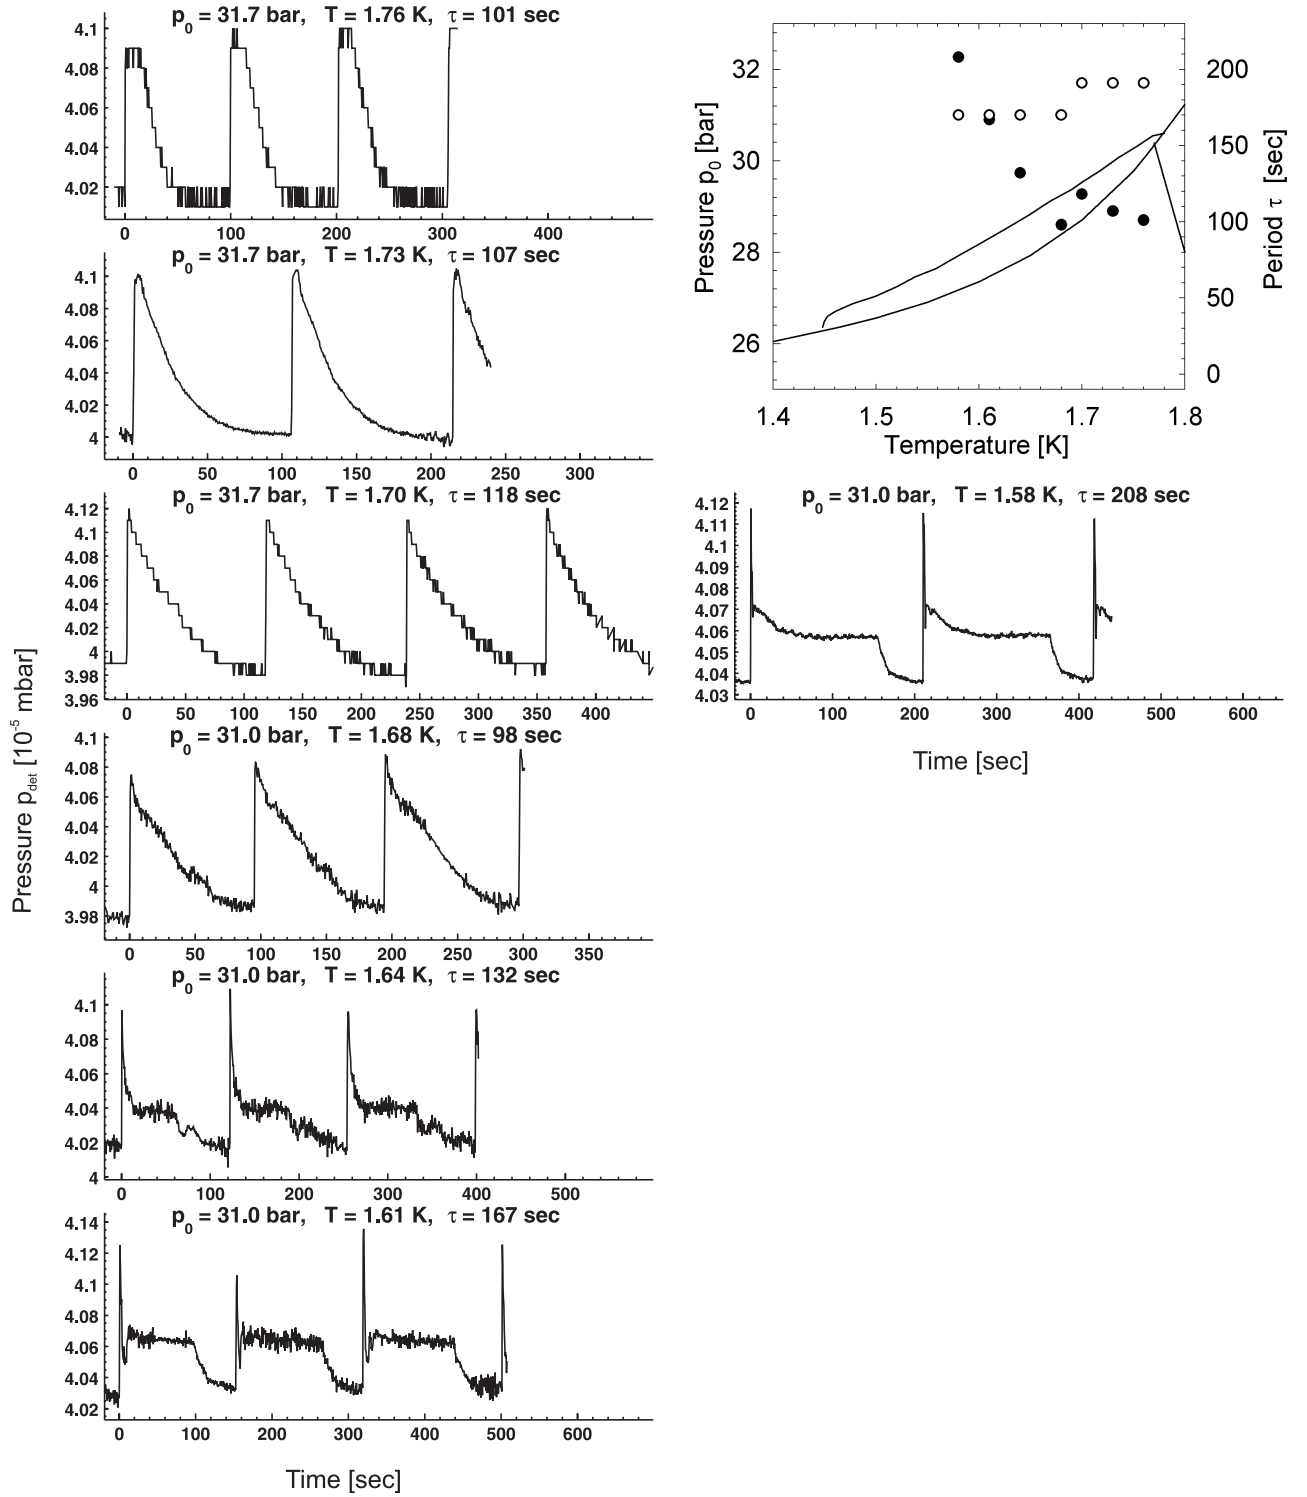 p0 = 31.7 bar, T = 1.76 K, τ = 101 sec
4.1
4.08
4.06
4.04
4.02
0 100 200 300 400
p0 = 31.7 bar, T = 1.73 K, τ = 107 sec
4.1
4.08
4.06
4.04
4.02
4
0 50 100 150 200 250 300
p0 = 31.7 bar, T = 1.70 K, τ = 118 sec
4.12
4.1
4.08
4.06
4.04
4.02
4
3.98
3.96
0 50 100 150 200 250 300 350 400
p0 = 31.0 bar, T = 1.68 K, τ = 98 sec
4.1
4.08
4.06
4.04
4.02
4
3.98
0 50 100 150 200 250 300 350
p0 = 31.0 bar, T = 1.64 K, τ = 132 sec
4.1
4.08
4.06
4.04
4.02
4
0 100 200 300 400 500
p0 = 31.0 bar, T = 1.61 K, τ = 167 sec
4.14
4.12
4.1
4.08
4.06
4.04
4.02
0 100 200 300 400 500 600
Time [sec]
Pressure pdet [10-5 mbar]
32
30
28
26
Pressure p0 [bar]
200
150
100
50
0
Period τ [sec]
1.4 1.5 1.6 1.7 1.8
Temperature [K]
p0 = 31.0 bar, T = 1.58 K, τ = 208 sec
4.12
4.11
4.1
4.09
4.08
4.07
4.06
4.05
4.04
4.03
0 100 200 300 400 500 600
Time [sec]